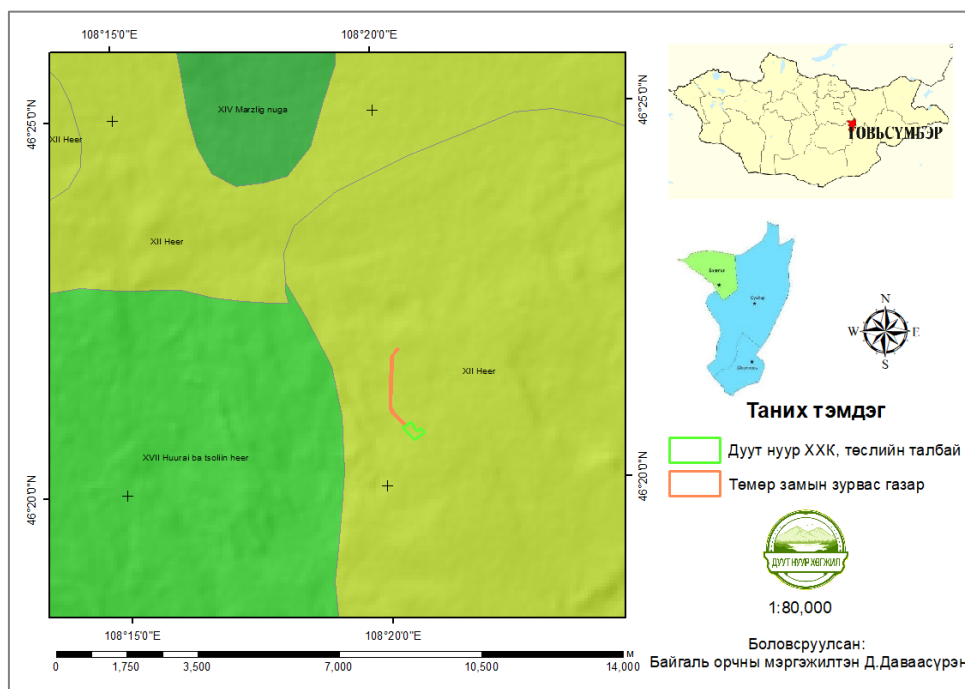 108°15'0"E
108°20'0"E
46°25'0"N
46°25'0"N
XIV Marzlig nuga
XII Heer
XII Heer
XII Heer
XVII Huurai ba tsoliin heer
46°20'0"N
46°20'0"N
108°15'0"E
108°20'0"E
0 1,750 3,500 7,000 10,500 14,000
м
ГОВЬСҮМБЭР
N
W E
S
Таних тэмдэг
Дуут нуур ХХК, төслийн талбай
Төмөр замын зурвас газар
ДУУТ НУУР ХӨГЖИЛ
1:80,000
Боловсруулсан:
Байгаль орчны мэргэжилтэн Д.Даваасүрэн